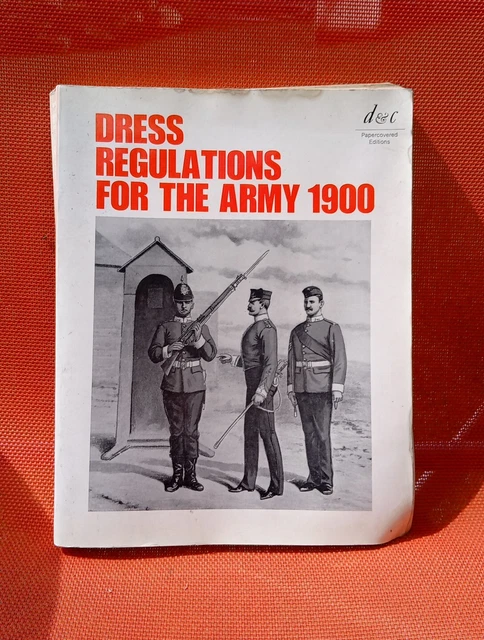 d&c
Papercovered
Editions
DRESS
REGULATIONS
FOR THE ARMY 1900